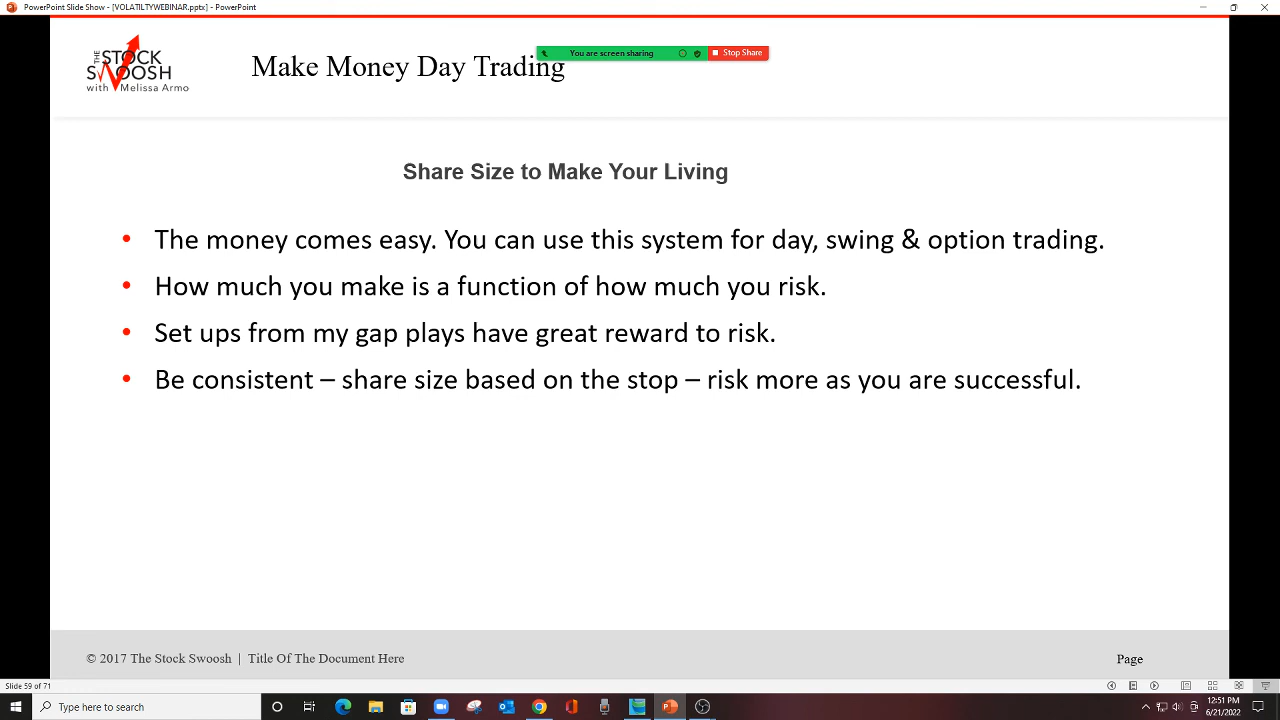 PowerPoint Slide Show - [VOLATILTYWEBINAR.pptx] - PowerPoint
THE STOCK
SWOOSH
with Melissa Armo
Make Money Day Trading
You are screen sharing
Stop Share
Share Size to Make Your Living
• The money comes easy. You can use this system for day, swing & option trading.
• How much you make is a function of how much you risk.
• Set ups from my gap plays have great reward to risk.
• Be consistent – share size based on the stop – risk more as you are successful.
© 2017 The Stock Swoosh | Title Of The Document Here
Page
Slide 59 of 71
Type here to search
12:51 PM
6/21/2022